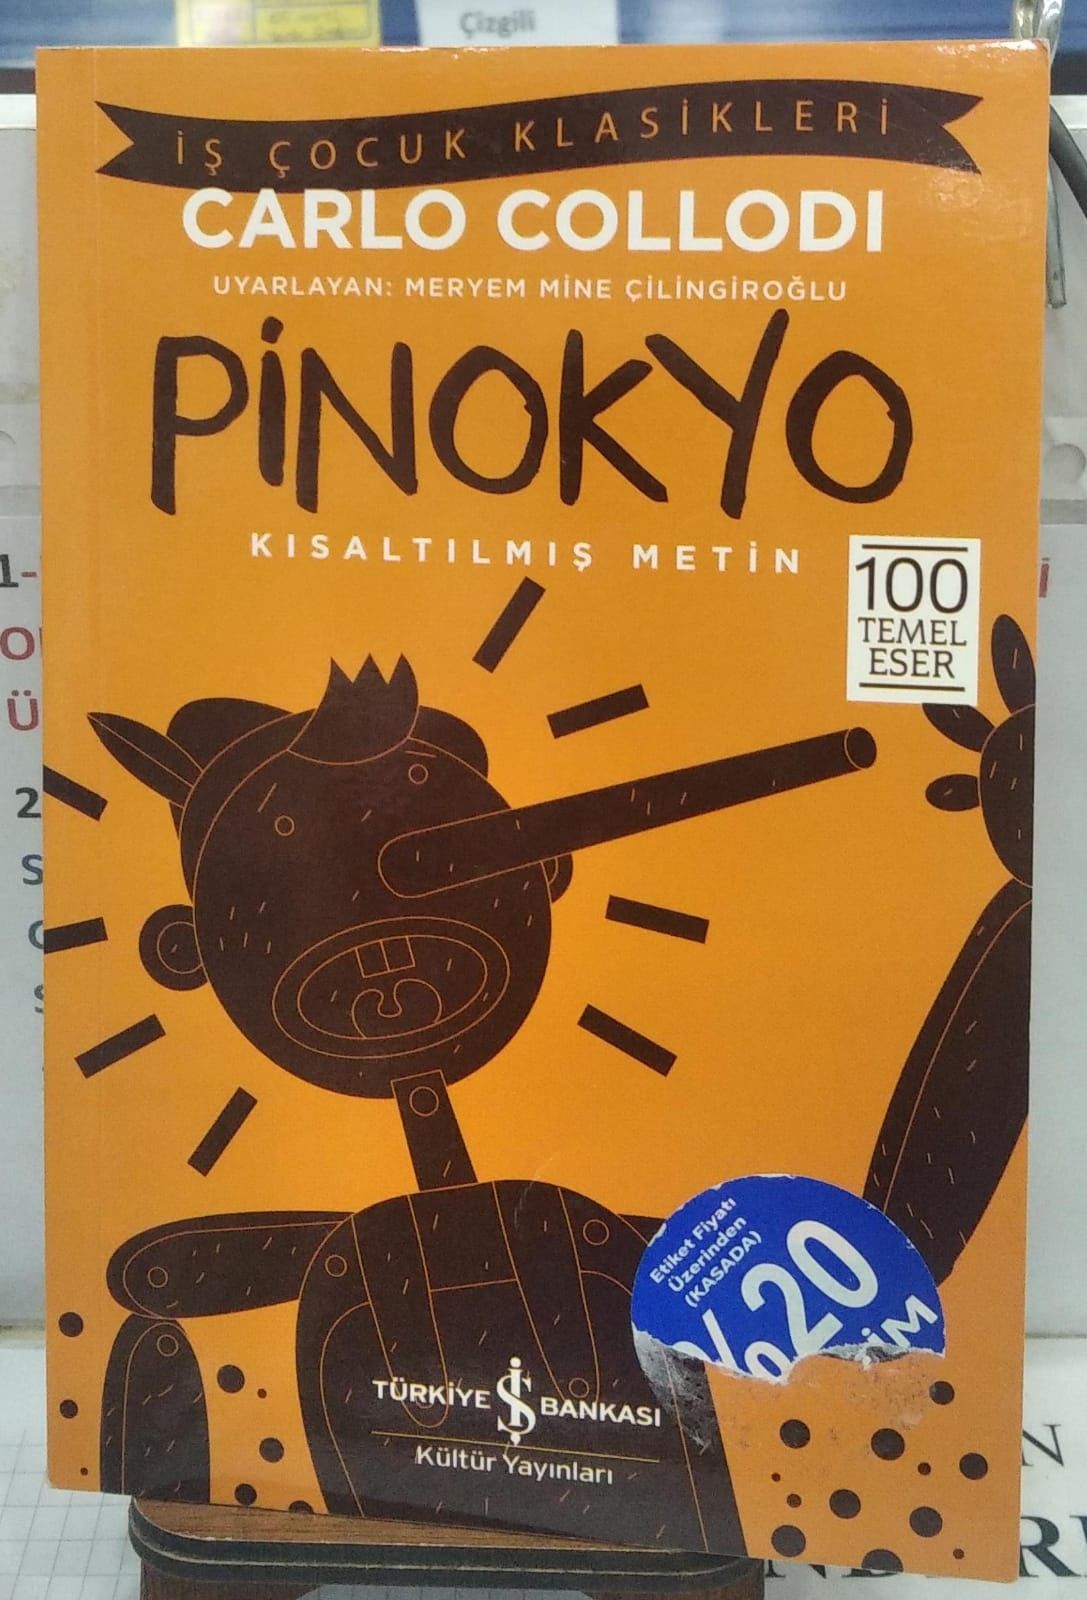 Çizgili
İŞ ÇOCUK KLASİKLERİ
CARLO COLLODI
UYARLAYAN: MERYEM MİNE ÇİLİNGİROĞLU
PİNOKYO
KISALTILMIŞ METİN
100
TEMEL
ESER
Etiket Fiyatı
Üzerinden
(KASADA)
%20
TÜRKİYE İŞ BANKASI
Kültür Yayınları